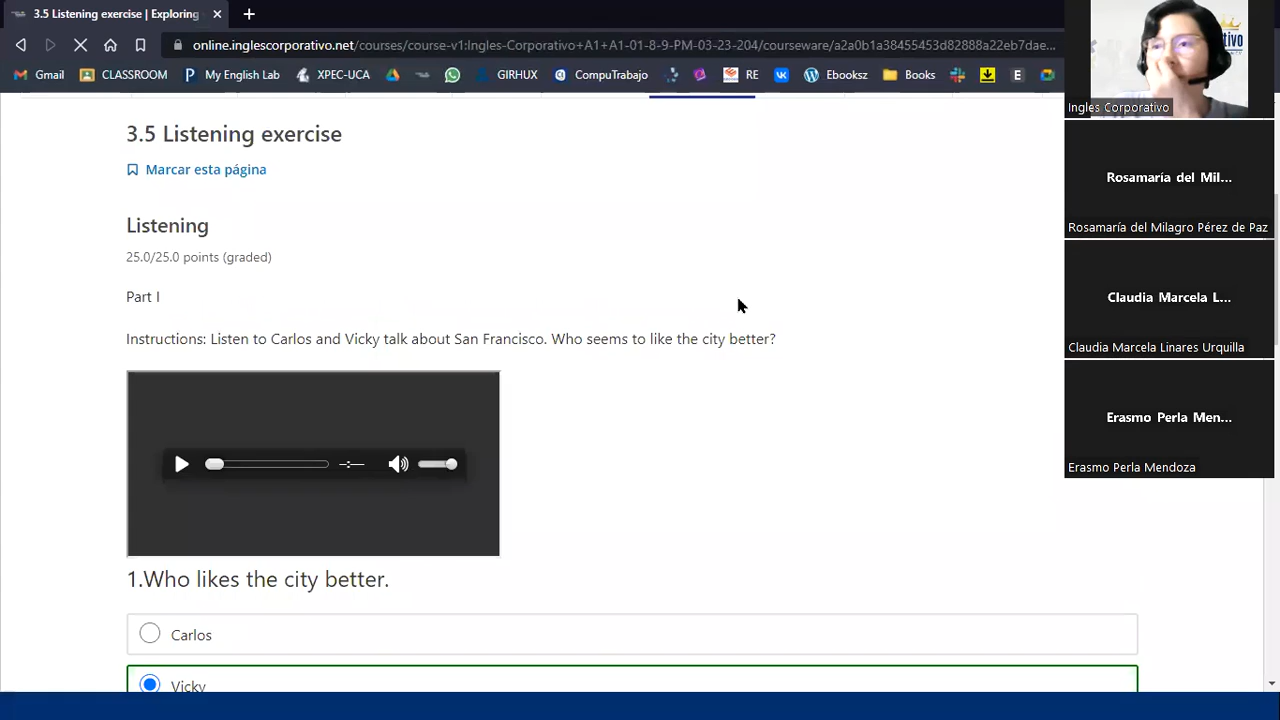 3.5 Listening exercise | Exploring
online.inglescorporativo.net/courses/course-v1:Ingles-Corporativo+A1+A1-01-8-9-PM-03-23-204/courseware/a2a0b1a38455453d82888a22eb7dae...
Gmail CLASSROOM My English Lab XPEC-UCA GIRHUX CompuTrabajo RE Ebooksz Books
3.5 Listening exercise
Marcar esta página
Listening
25.0/25.0 points (graded)
Part I
Instructions: Listen to Carlos and Vicky talk about San Francisco. Who seems to like the city better?
-:--
1.Who likes the city better.
Carlos
Vicky
Ingles Corporativo
Rosamaría del Mil...
Rosamaría del Milagro Pérez de Paz
Claudia Marcela L...
Claudia Marcela Linares Urquilla
Erasmo Perla Men...
Erasmo Perla Mendoza